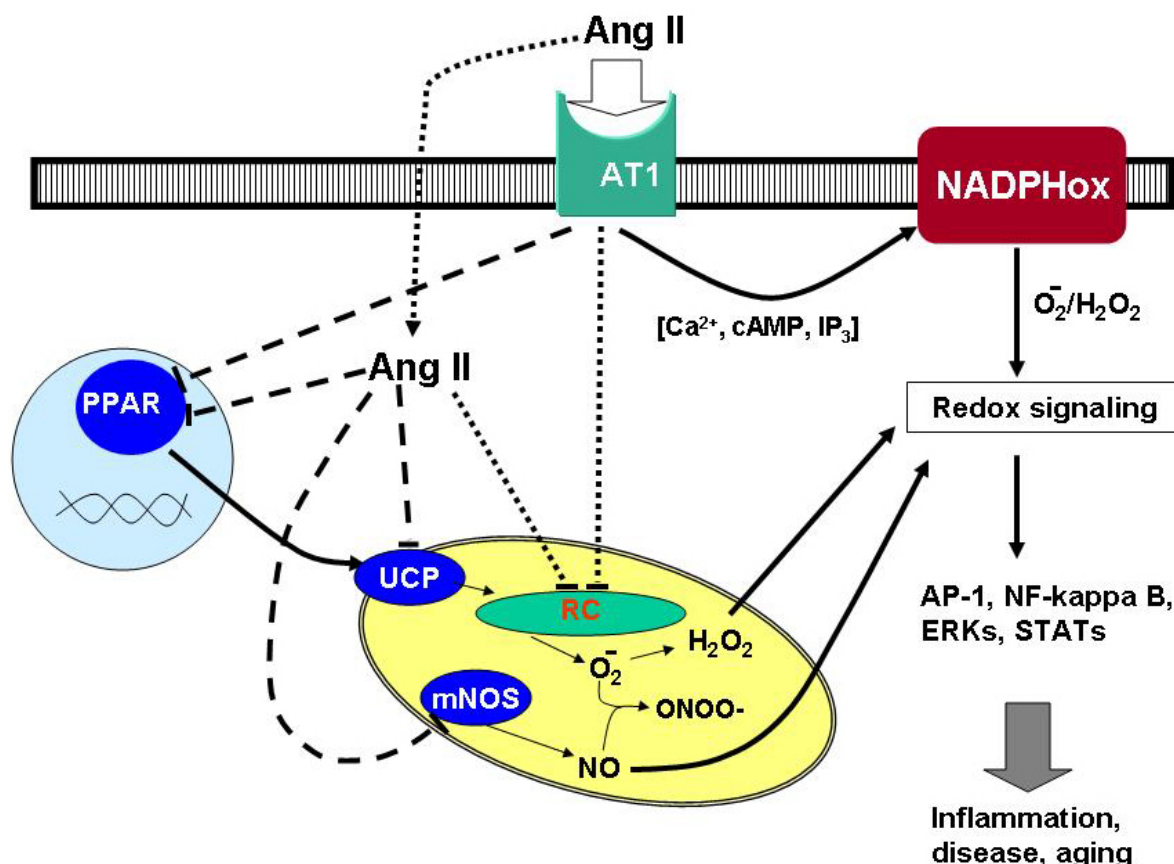 Ang II
AT1
NADPHox
[Ca²⁺, cAMP, IP₃]
O₂⁻/H₂O₂
Ang II
PPAR
Redox signaling
UCP
RC
AP-1, NF-kappa B,
ERKs, STATs
O₂⁻
H₂O₂
mNOS
ONOO-
NO
Inflammation,
disease, aging